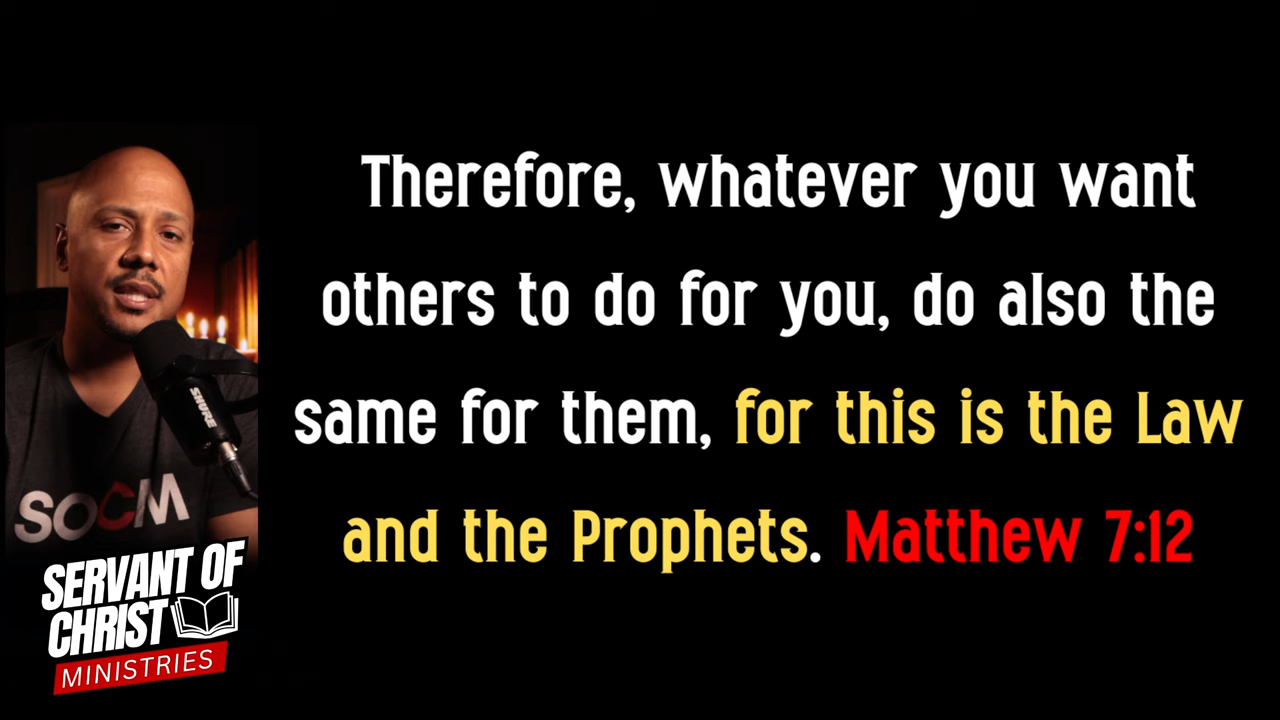 Therefore, whatever you want
others to do for you, do also the
same for them, for this is the Law
and the Prophets. Matthew 7:12
SHURE
SOCM
SERVANT OF
CHRIST
MINISTRIES